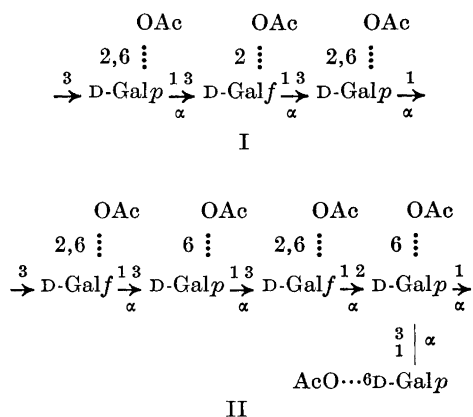 OAc OAc
2,6 2 2,6
3 D-Galp 1 3 D-Galf 1 3 D-Galp 1
α α α
I
OAc OAc OAc OAc
2,6 6 2,6 6
3 D-Galf 1 3 D-Galp 1 3 D-Galf 1 2 D-Galp 1
α α α α
3
1 α
AcO 6D-Galp
II